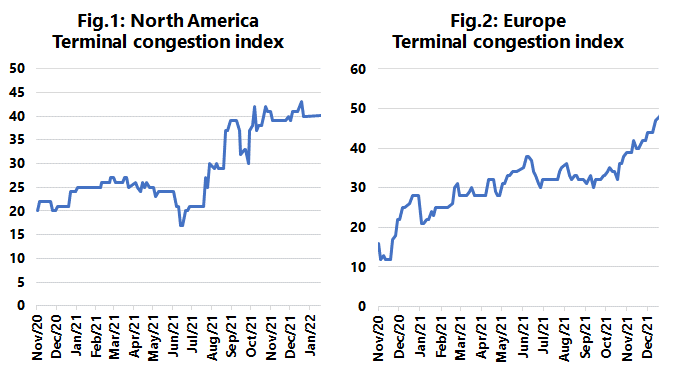 Fig.1: North America
Terminal congestion index
50
45
40
35
30
25
20
15
10
5
0
Nov/20
Dec/20
Jan/21
Feb/21
Mar/21
Apr/21
May/21
Jun/21
Jul/21
Aug/21
Sep/21
Oct/21
Nov/21
Dec/21
Jan/22
Fig.2: Europe
Terminal congestion index
60
50
40
30
20
10
0
Nov/20
Dec/20
Jan/21
Feb/21
Mar/21
Apr/21
May/21
Jun/21
Jul/21
Aug/21
Sep/21
Oct/21
Nov/21
Dec/21